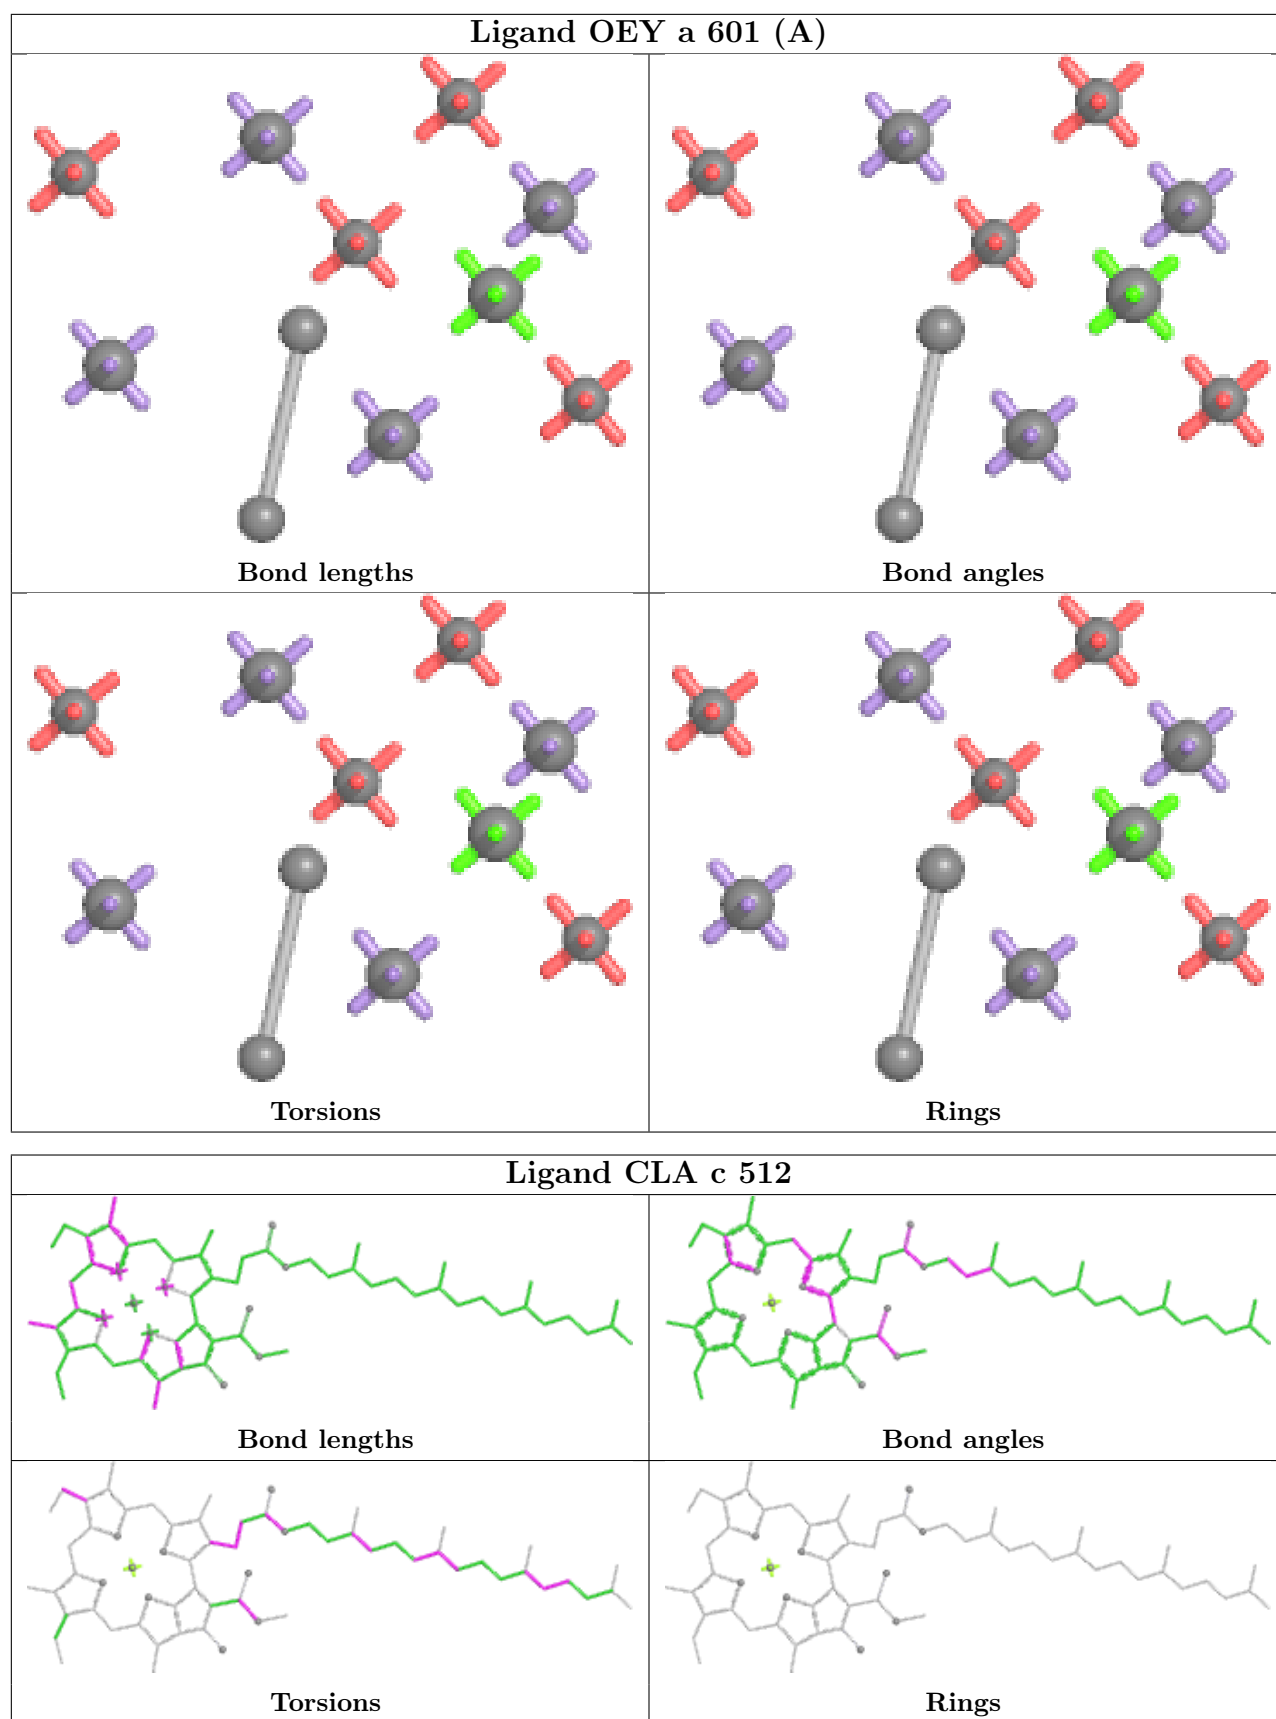 Ligand OEY a 601 (A)
Bond lengths
Bond angles
Torsions
Rings
Ligand CLA c 512
Bond lengths
Bond angles
Torsions
Rings